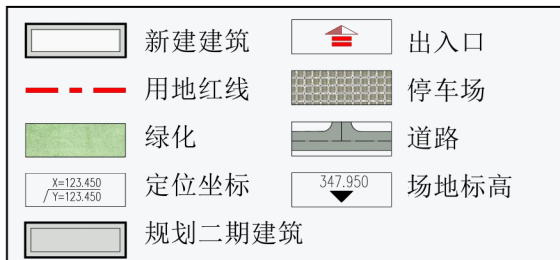 新建建筑
出入口
用地红线
停车场
绿化
道路
X=123.450
Y=123.450
定位坐标
347.950
场地标高
规划二期建筑